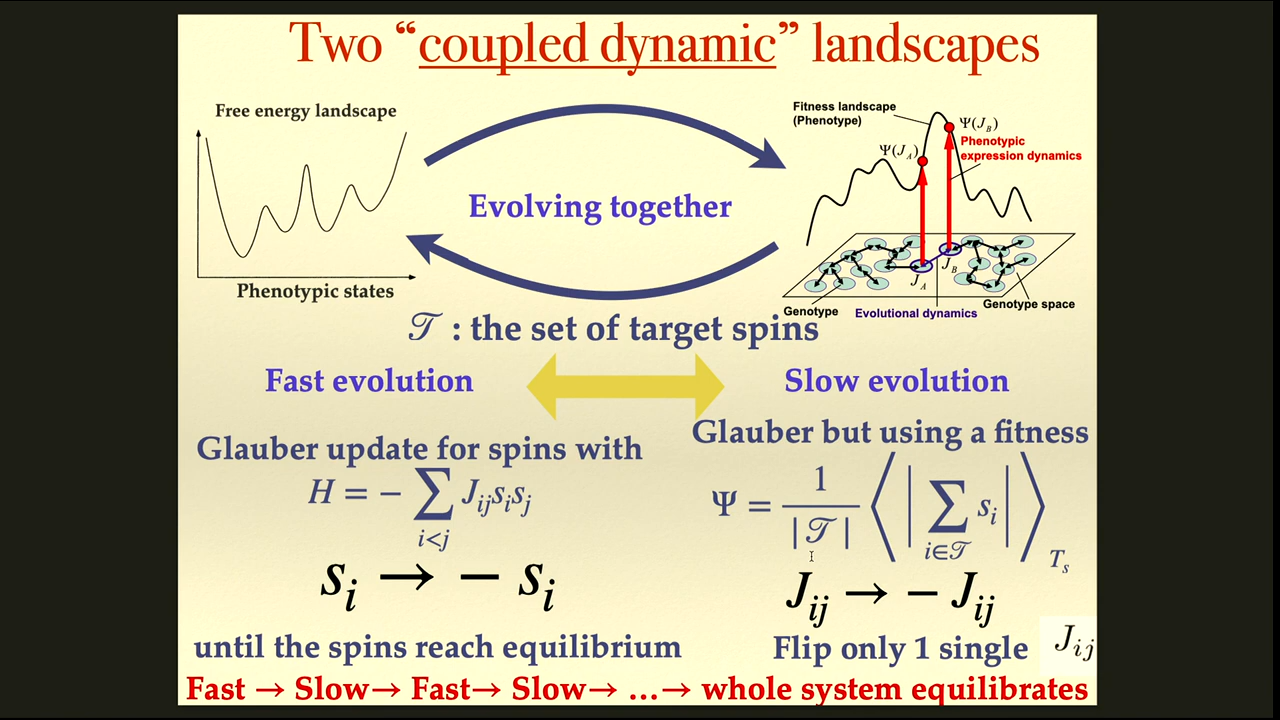 Two “coupled dynamic” landscapes
Free energy landscape
Phenotypic states
Evolving together
Fitness landscape
(Phenotype)
Ψ(J_A)
Ψ(J_B)
Phenotypic
expression dynamics
J_A
J_B
Genotype
Evolutional dynamics
Genotype space
𝒯 : the set of target spins
Fast evolution
Slow evolution
Glauber update for spins with
H = − ∑_{i<j} J_{ij}s_is_j
s_i → − s_i
until the spins reach equilibrium
Glauber but using a fitness
Ψ = 1/|𝒯| ⟨|∑_{i∈𝒯} s_i|⟩_{T_s}
J_{ij} → − J_{ij}
Flip only 1 single J_{ij}
Fast → Slow→ Fast→ Slow→ …→ whole system equilibrates